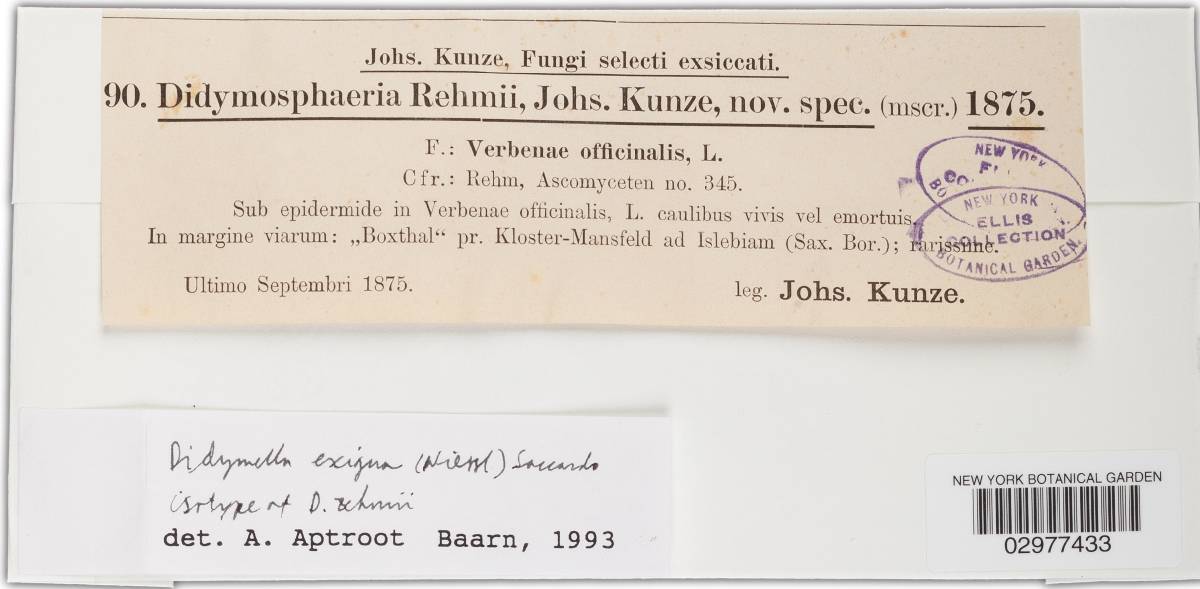 Johs. Kunze, Fungi selecti exsiccati.
90. Didymosphaeria Rehmii, Johs. Kunze, nov. spec. (mscr.) 1875.
F.: Verbenae officinalis, L.
Cfr.: Rehm, Ascomyceten no. 345.
Sub epidermide in Verbenae officinalis, L. caulibus vivis vel emortuis.
In margine viarum: „Boxthal“ pr. Kloster-Mansfeld ad Islebiam (Sax. Bor.); rarissime.
Ultimo Septembri 1875.
leg. Johs. Kunze.
NEW YORK
NEW YORK
ELLIS
COLLECTION
BOTANICAL GARDEN.
Didymella exigua (Niessl) Saccardo
isotype of D. rehmii
det. A. Aptroot Baarn, 1993
NEW YORK BOTANICAL GARDEN
02977433